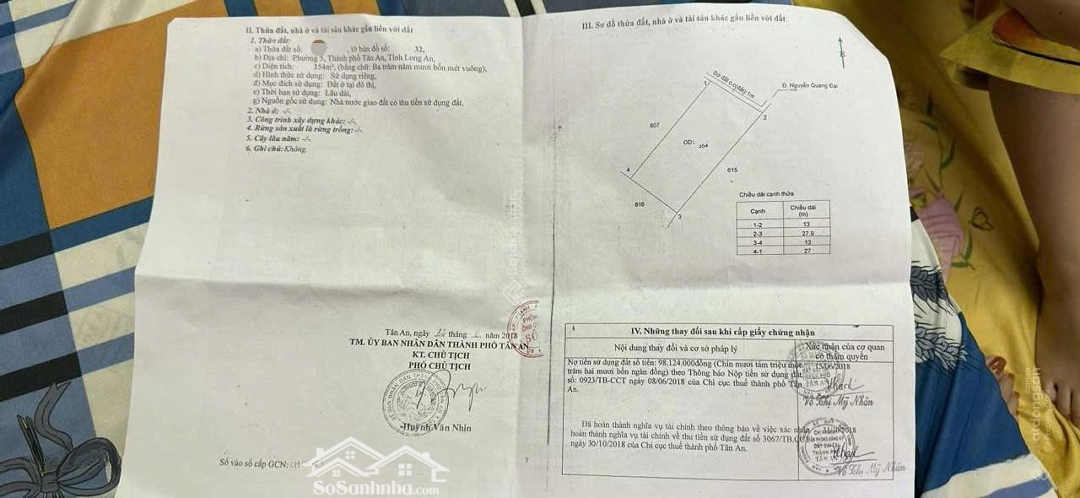 II. Thửa đất, nhà ở và tài sản khác gắn liền với đất
1. Thửa đất:
a) Thửa đất số: , tờ bản đồ số: 32,
b) Địa chỉ: Phường 5, Thành phố Tân An, Tỉnh Long An,
c) Diện tích: 354m², (bằng chữ: Ba trăm năm mươi bốn mét vuông),
d) Hình thức sử dụng: Sử dụng riêng,
đ) Mục đích sử dụng: Đất ở tại đô thị,
e) Thời hạn sử dụng: Lâu dài,
g) Nguồn gốc sử dụng: Nhà nước giao đất có thu tiền sử dụng đất.
2. Nhà ở: -/-
3. Công trình xây dựng khác: -/-
4. Rừng sản xuất là rừng trồng: -/-
5. Cây lâu năm: -/-
6. Ghi chú: Không.
Tân An, ngày tháng năm 2018
TM. ỦY BAN NHÂN DÂN THÀNH PHỐ TÂN AN
KT. CHỦ TỊCH
PHÓ CHỦ TỊCH
Huỳnh Văn Nhịn
Số vào sổ cấp GCN:
SoSanhnha.com
III. Sơ đồ thửa đất, nhà ở và tài sản khác gắn liền với đất
1
Đ. Nguyễn Quang Đại
2
607
OD: 354
4
615
616
3
Chiều dài cạnh thửa
Cạnh Chiều dài (m)
1-2 13
2-3 27.9
3-4 13
4-1 27
IV. Những thay đổi sau khi cấp giấy chứng nhận
Nội dung thay đổi và cơ sở pháp lý
Xác nhận của cơ quan
có thẩm quyền
Nợ tiền sử dụng đất số tiền: 98.124.000đồng (Chín mươi tám triệu một
trăm hai mươi bốn ngàn đồng) theo Thông báo Nộp tiền sử dụng đất
số: 0923/TB-CCT ngày 08/06/2018 của Chi cục thuế thành phố Tân
An.
15/06/2018
Võ Thị Mỹ Nhân
Đã hoàn thành nghĩa vụ tài chính theo thông báo về việc xác nhận
hoàn thành nghĩa vụ tài chính về thu tiền sử dụng đất số 3067/TB.CCT
ngày 30/10/2018 của Chi cục thuế thành phố Tân An.
Võ Thị Mỹ Nhân